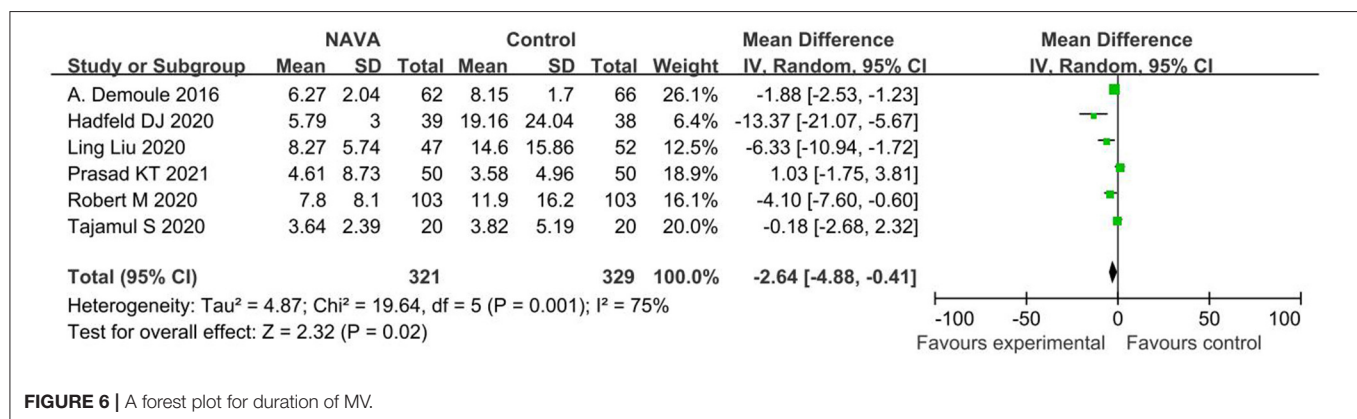 NAVA Control Mean Difference Mean Difference
Study or Subgroup Mean SD Total Mean SD Total Weight IV, Random, 95% CI IV, Random, 95% CI
A. Demoule 2016 6.27 2.04 62 8.15 1.7 66 26.1% -1.88 [-2.53, -1.23]
Hadfeld DJ 2020 5.79 3 39 19.16 24.04 38 6.4% -13.37 [-21.07, -5.67]
Ling Liu 2020 8.27 5.74 47 14.6 15.86 52 12.5% -6.33 [-10.94, -1.72]
Prasad KT 2021 4.61 8.73 50 3.58 4.96 50 18.9% 1.03 [-1.75, 3.81]
Robert M 2020 7.8 8.1 103 11.9 16.2 103 16.1% -4.10 [-7.60, -0.60]
Tajamul S 2020 3.64 2.39 20 3.82 5.19 20 20.0% -0.18 [-2.68, 2.32]
Total (95% CI) 321 329 100.0% -2.64 [-4.88, -0.41]
Heterogeneity: Tau² = 4.87; Chi² = 19.64, df = 5 (P = 0.001); I² = 75%
Test for overall effect: Z = 2.32 (P = 0.02)
-100 -50 0 50 100
Favours experimental Favours control
FIGURE 6 | A forest plot for duration of MV.